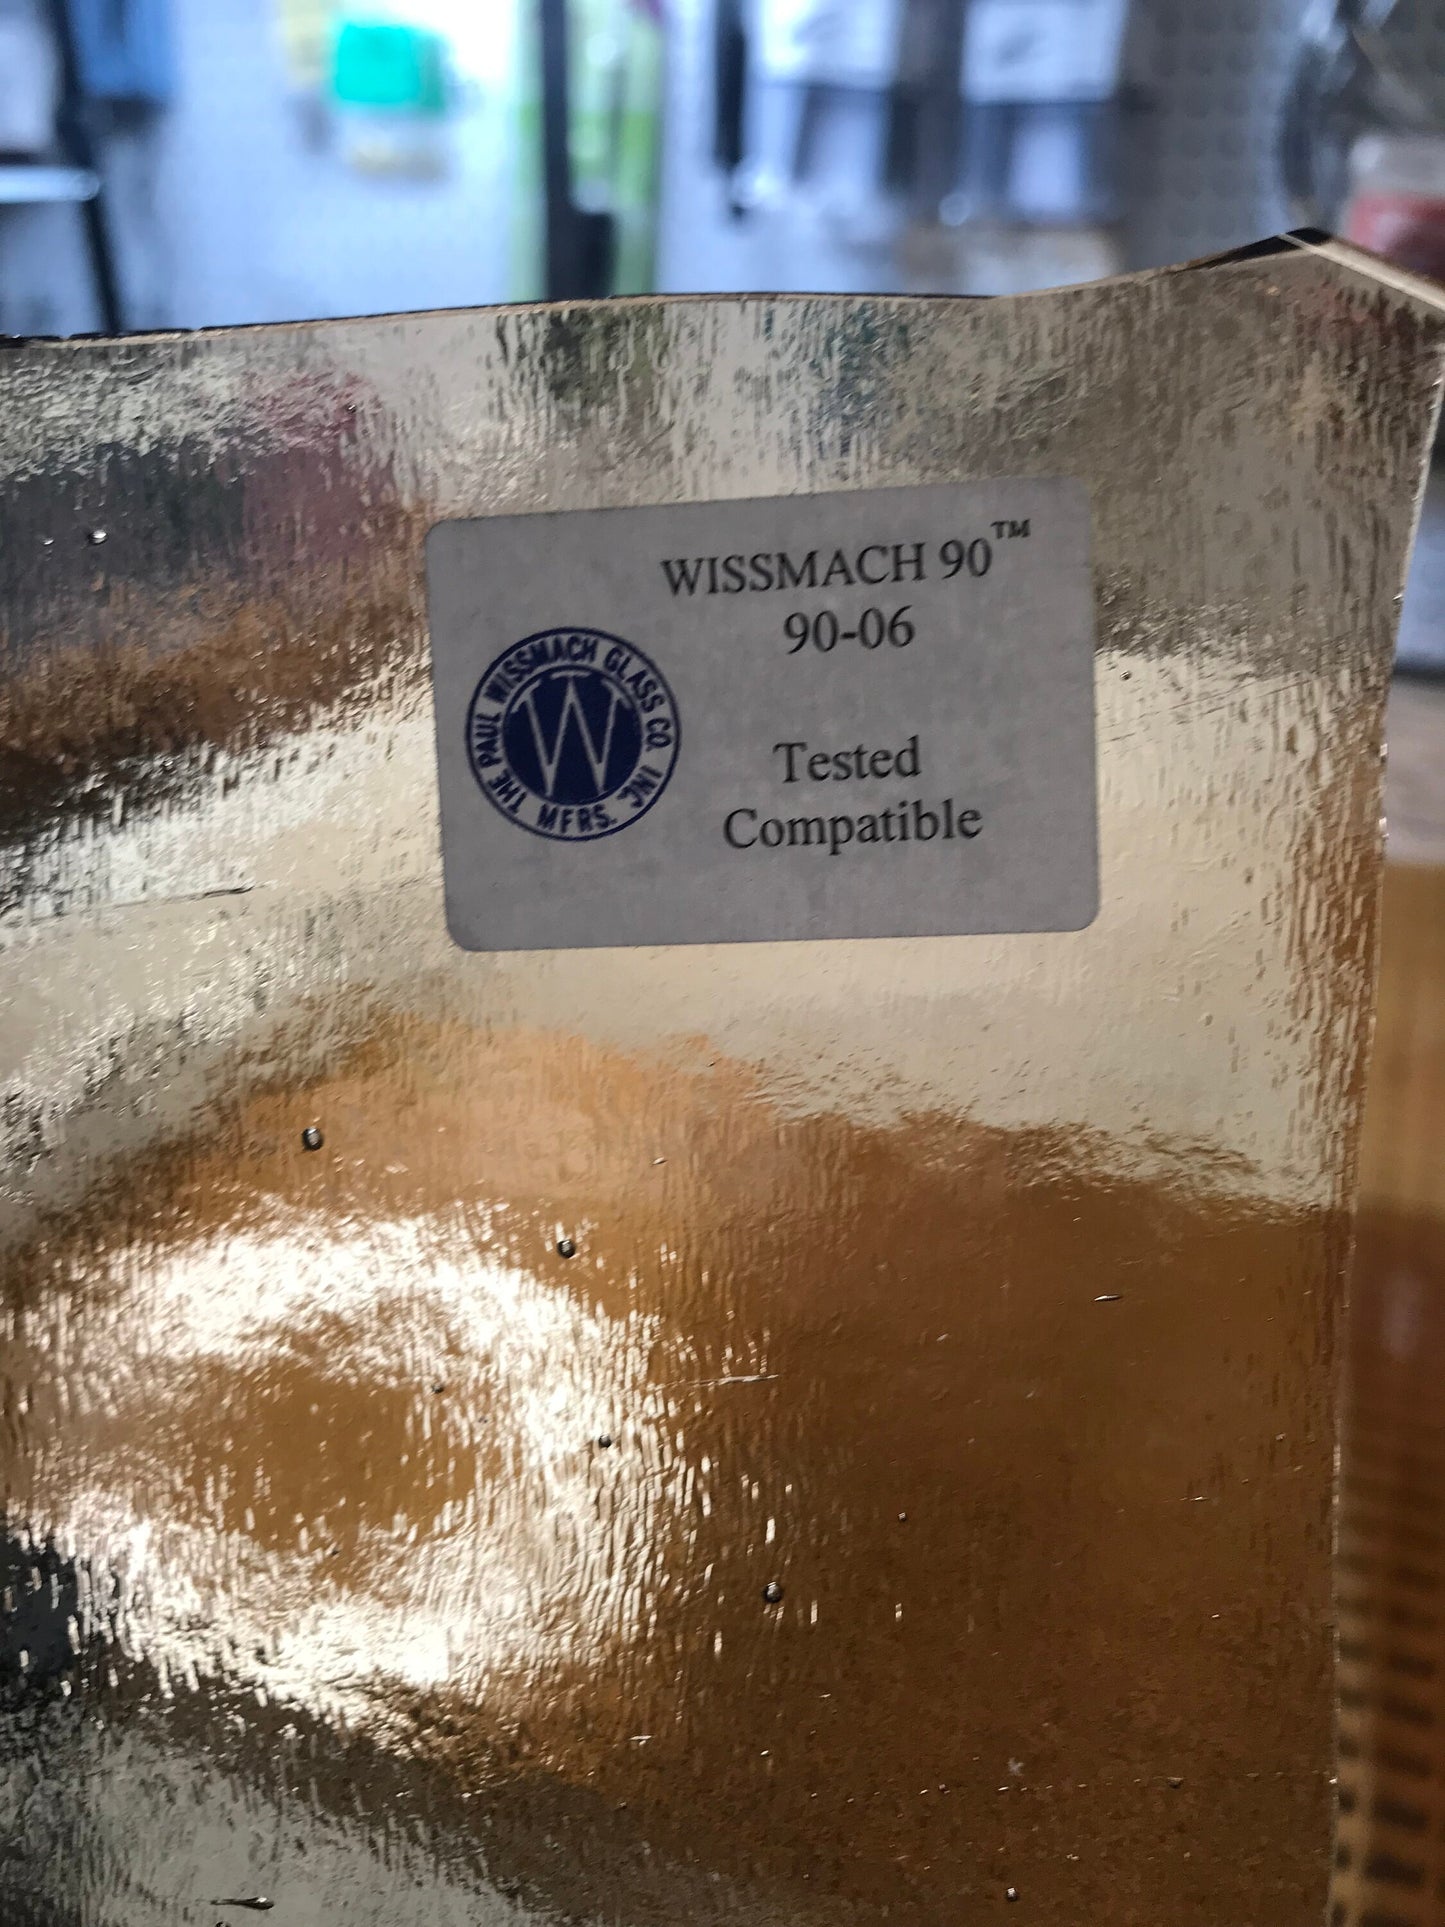 WISSMACH 90™
90-06
THE PAUL WISSMACH GLASS CO. INC.
MFRS.
W
Tested
Compatible